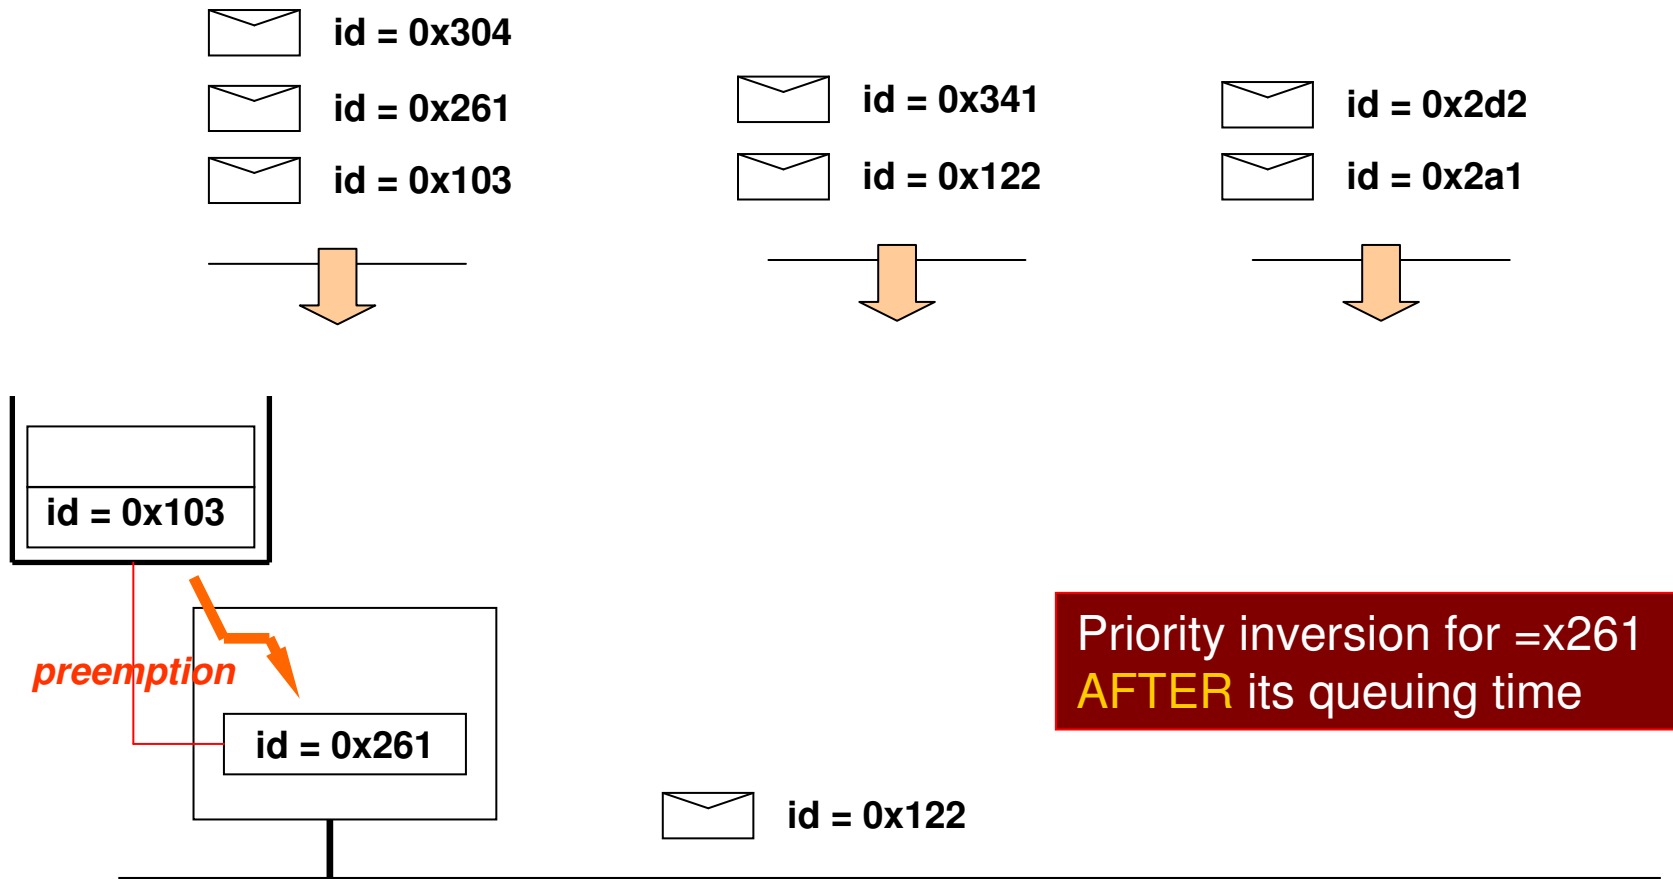 id = 0x304
id = 0x261
id = 0x103
id = 0x341
id = 0x122
id = 0x2d2
id = 0x2a1
id = 0x103
preemption
id = 0x261
id = 0x122
Priority inversion for =x261
AFTER its queuing time